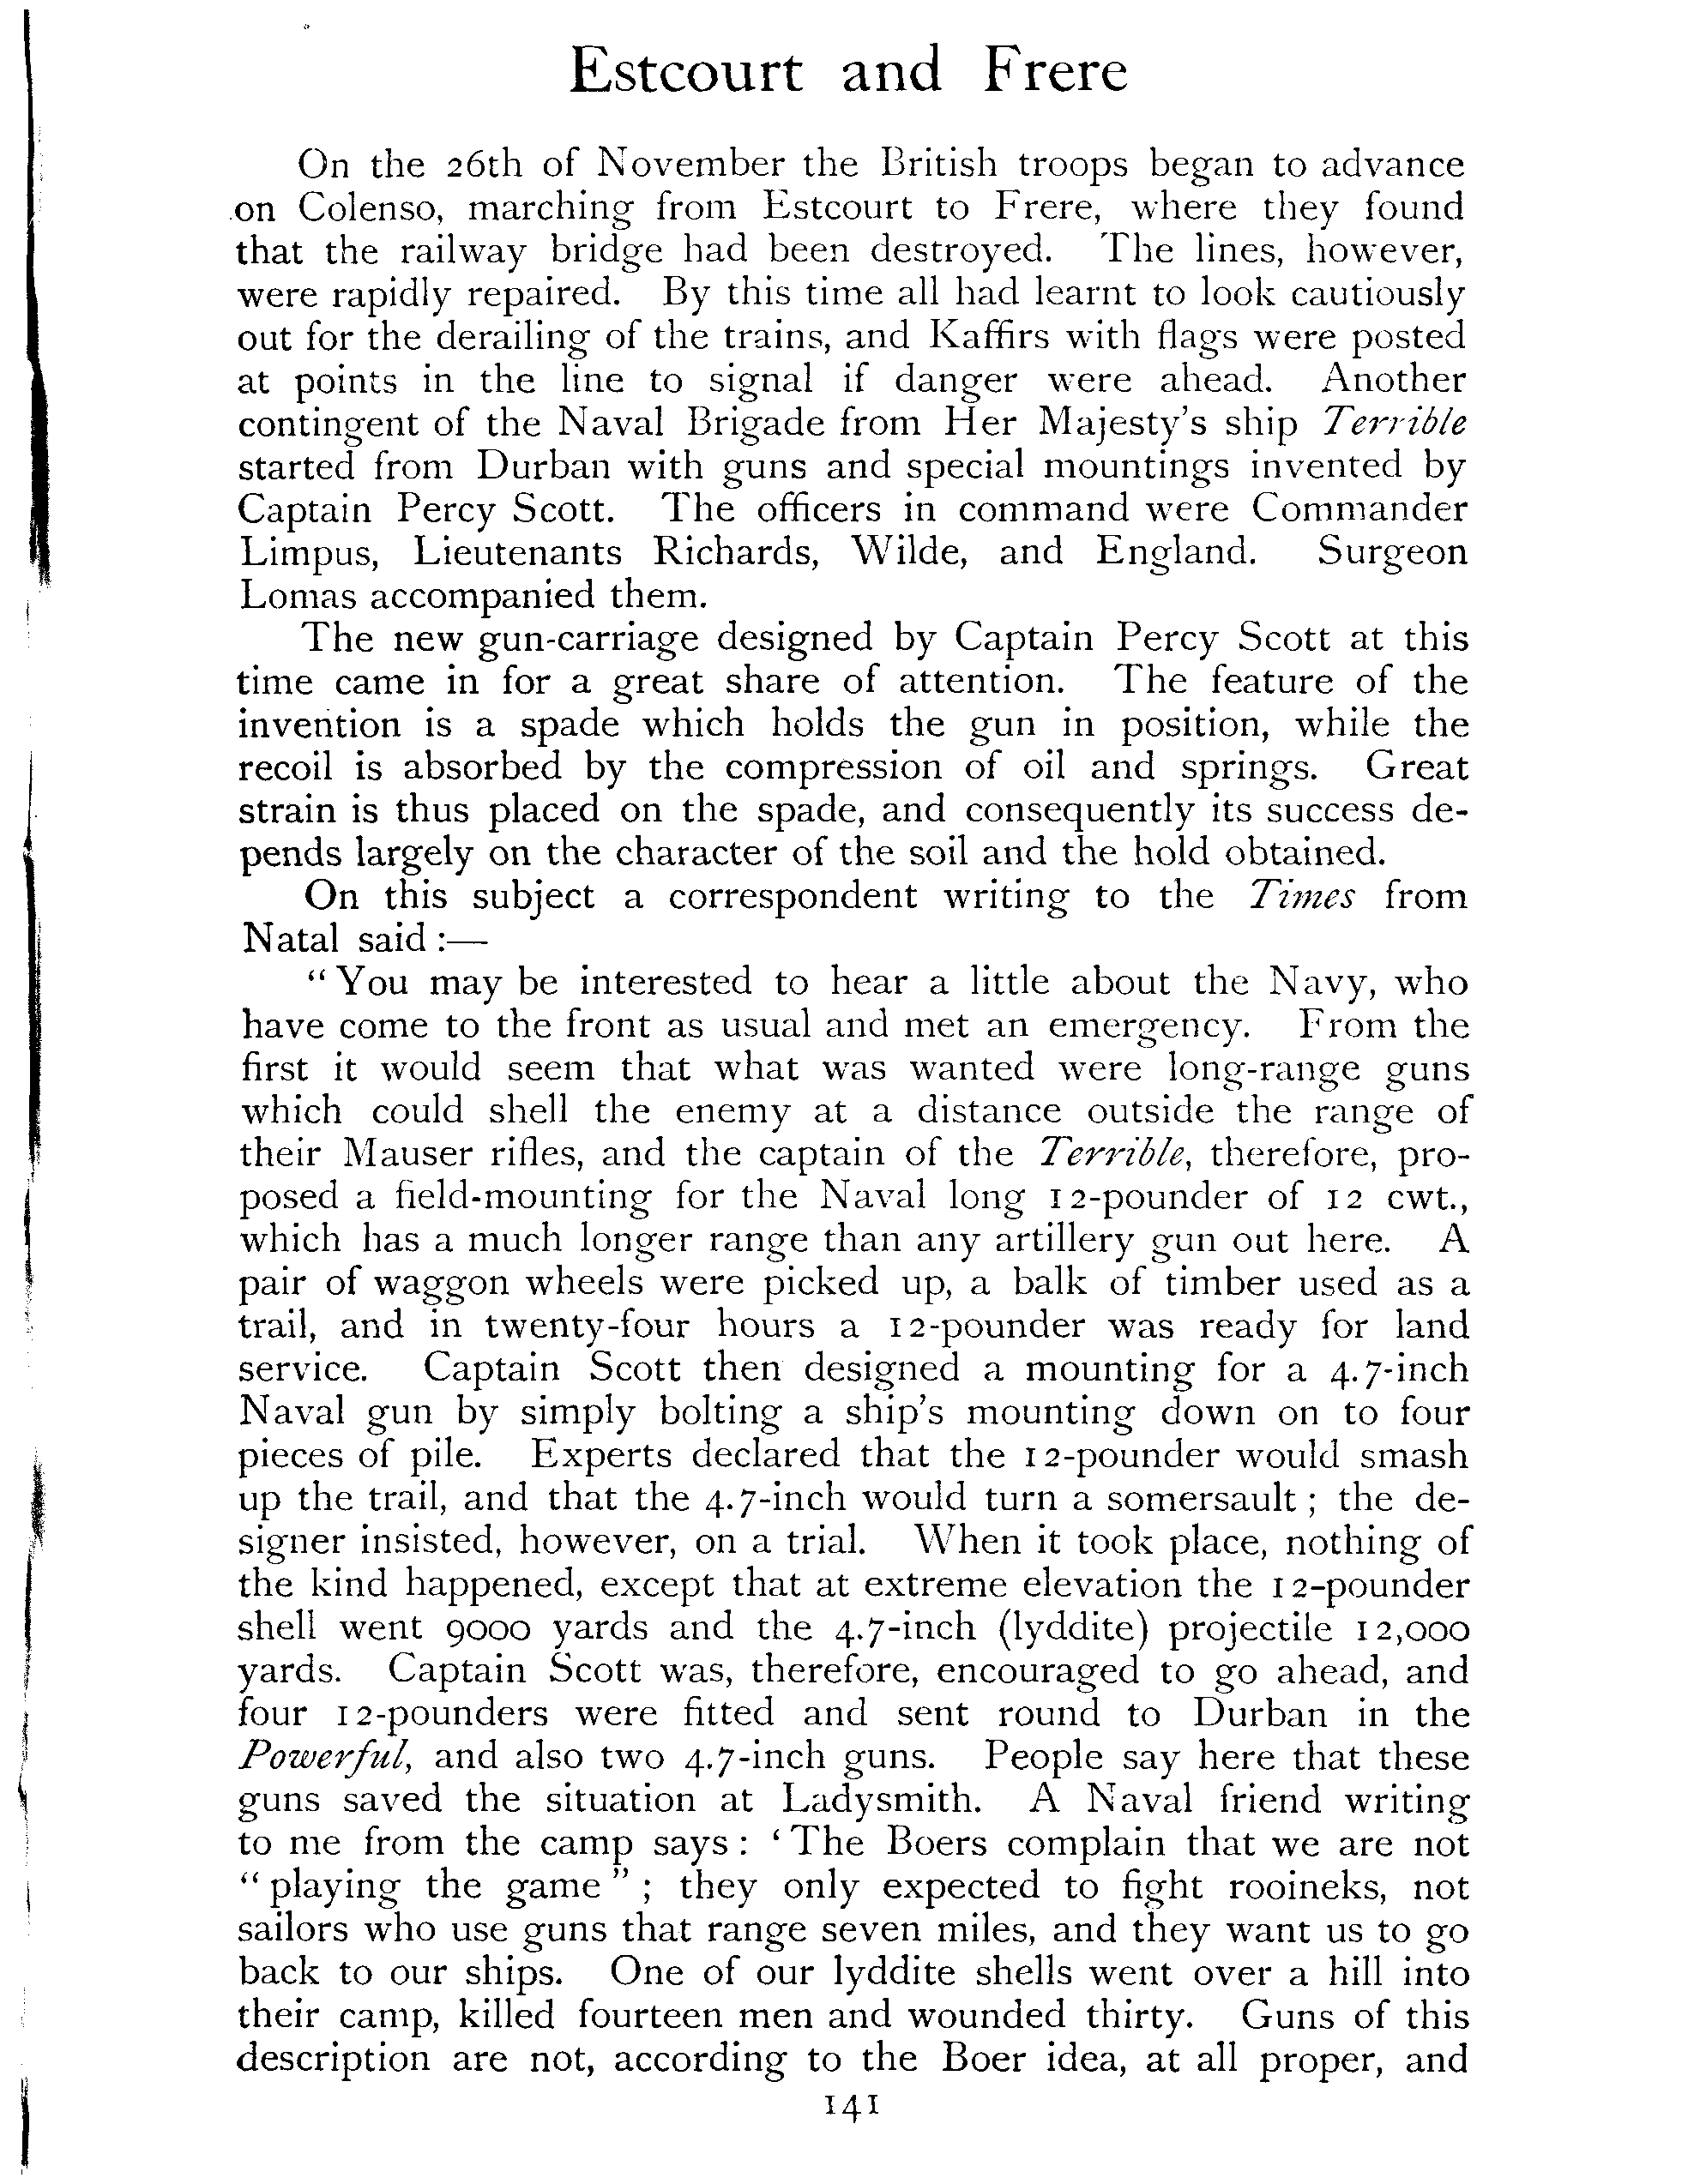 Estcourt and Frere
On the 26th of November the British troops began to advance
on Colenso, marching from Estcourt to Frere, where they found
that the railway bridge had been destroyed. The lines, however,
were rapidly repaired. By this time all had learnt to look cautiously
out for the derailing of the trains, and Kaffirs with flags were posted
at points in the line to signal if danger were ahead. Another
contingent of the Naval Brigade from Her Majesty's ship Terrible
started from Durban with guns and special mountings invented by
Captain Percy Scott. The officers in command were Commander
Limpus, Lieutenants Richards, Wilde, and England. Surgeon
Lomas accompanied them.
The new gun-carriage designed by Captain Percy Scott at this
time came in for a great share of attention. The feature of the
invention is a spade which holds the gun in position, while the
recoil is absorbed by the compression of oil and springs. Great
strain is thus placed on the spade, and consequently its success de-
pends largely on the character of the soil and the hold obtained.
On this subject a correspondent writing to the Times from
Natal said :—
“ You may be interested to hear a little about the Navy, who
have come to the front as usual and met an emergency. From the
first it would seem that what was wanted were long-range guns
which could shell the enemy at a distance outside the range of
their Mauser rifles, and the captain of the Terrible, therefore, pro-
posed a field-mounting for the Naval long 12-pounder of 12 cwt.,
which has a much longer range than any artillery gun out here. A
pair of waggon wheels were picked up, a balk of timber used as a
trail, and in twenty-four hours a 12-pounder was ready for land
service. Captain Scott then designed a mounting for a 4.7-inch
Naval gun by simply bolting a ship's mounting down on to four
pieces of pile. Experts declared that the 12-pounder would smash
up the trail, and that the 4.7-inch would turn a somersault ; the de-
signer insisted, however, on a trial. When it took place, nothing of
the kind happened, except that at extreme elevation the 12-pounder
shell went 9000 yards and the 4.7-inch (lyddite) projectile 12,000
yards. Captain Scott was, therefore, encouraged to go ahead, and
four 12-pounders were fitted and sent round to Durban in the
Powerful, and also two 4.7-inch guns. People say here that these
guns saved the situation at Ladysmith. A Naval friend writing
to me from the camp says : ‘ The Boers complain that we are not
“ playing the game ” ; they only expected to fight rooineks, not
sailors who use guns that range seven miles, and they want us to go
back to our ships. One of our lyddite shells went over a hill into
their camp, killed fourteen men and wounded thirty. Guns of this
description are not, according to the Boer idea, at all proper, and
141